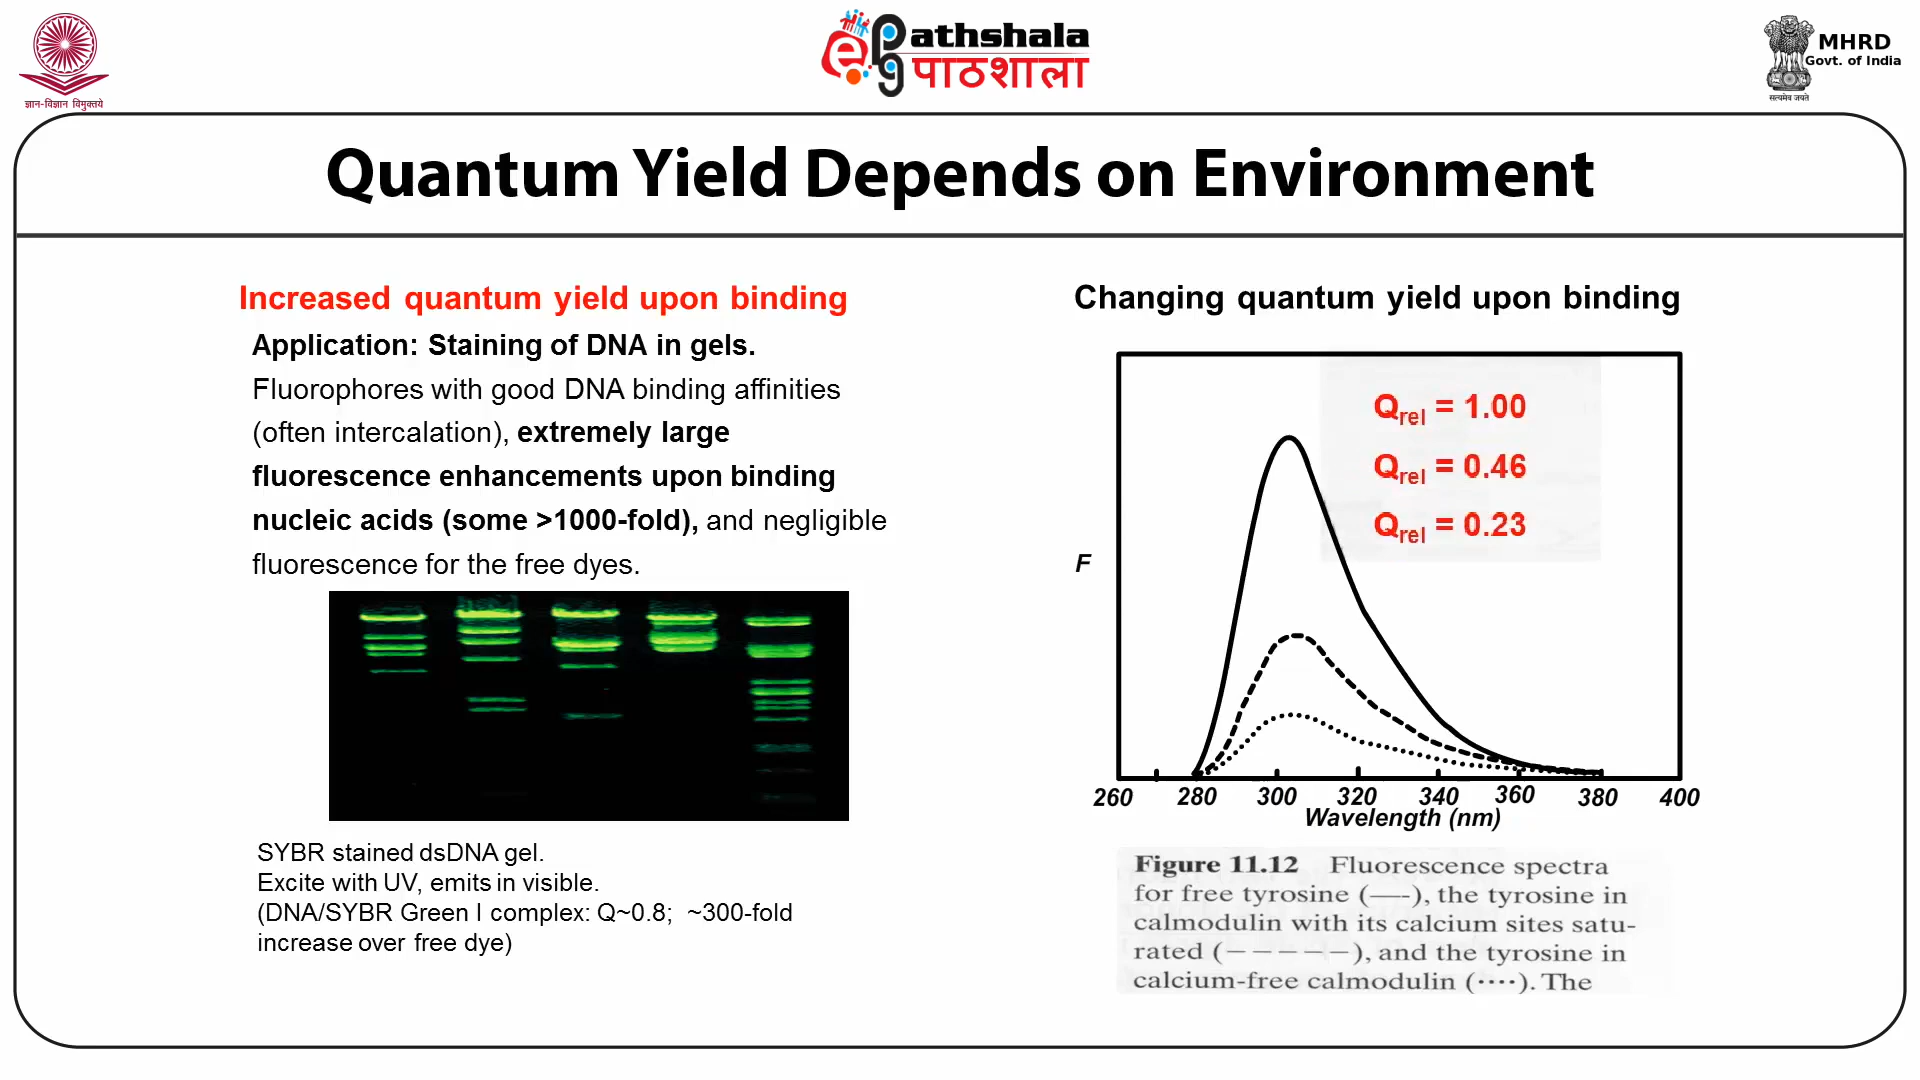 ज्ञान-विज्ञान विमुक्तये
ePathshala
पाठशाला
MHRD
Govt. of India
सत्यमेव जयते
Quantum Yield Depends on Environment
Increased quantum yield upon binding
Application: Staining of DNA in gels.
Fluorophores with good DNA binding affinities
(often intercalation), extremely large
fluorescence enhancements upon binding
nucleic acids (some >1000-fold), and negligible
fluorescence for the free dyes.
SYBR stained dsDNA gel.
Excite with UV, emits in visible.
(DNA/SYBR Green I complex: Q~0.8; ~300-fold
increase over free dye)
Changing quantum yield upon binding
Qrel = 1.00
Qrel = 0.46
Qrel = 0.23
F
260 280 300 320 340 360 380 400
Wavelength (nm)
Figure 11.12 Fluorescence spectra
for free tyrosine (—-), the tyrosine in
calmodulin with its calcium sites satu-
rated (– – – – –), and the tyrosine in
calcium-free calmodulin (····). The